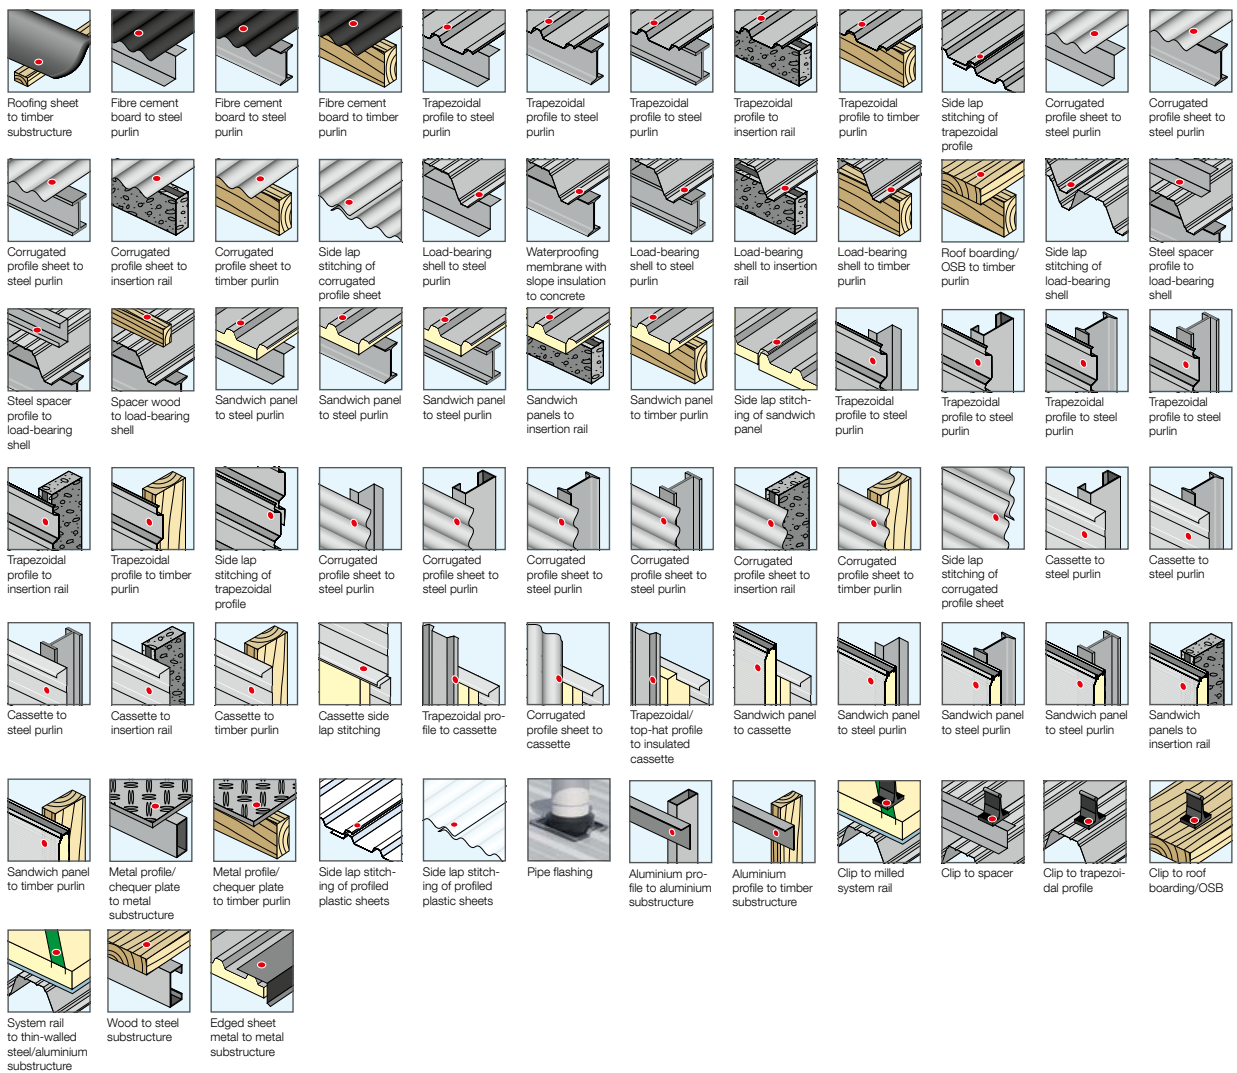 Roofing sheet
to timber
substructure
Fibre cement
board to steel
purlin
Fibre cement
board to steel
purlin
Fibre cement
board to timber
purlin
Trapezoidal
profile to steel
purlin
Trapezoidal
profile to steel
purlin
Trapezoidal
profile to steel
purlin
Trapezoidal
profile to
insertion rail
Trapezoidal
profile to timber
purlin
Side lap
stitching of
trapezoidal
profile
Corrugated
profile sheet to
steel purlin
Corrugated
profile sheet to
steel purlin
Corrugated
profile sheet to
steel purlin
Corrugated
profile sheet to
insertion rail
Corrugated
profile sheet to
timber purlin
Side lap
stitching of
corrugated
profile sheet
Load-bearing
shell to steel
purlin
Waterproofing
membrane with
slope insulation
to concrete
Load-bearing
shell to steel
purlin
Load-bearing
shell to insertion
rail
Load-bearing
shell to timber
purlin
Roof boarding/
OSB to timber
purlin
Side lap
stitching of
load-bearing
shell
Steel spacer
profile to
load-bearing
shell
Steel spacer
profile to
load-bearing
shell
Spacer wood
to load-bearing
shell
Sandwich panel
to steel purlin
Sandwich panel
to steel purlin
Sandwich panel
to steel purlin
Sandwich
panels to
insertion rail
Sandwich panel
to timber purlin
Side lap stitch-
ing of sandwich
panel
Trapezoidal
profile to steel
purlin
Trapezoidal
profile to steel
purlin
Trapezoidal
profile to steel
purlin
Trapezoidal
profile to steel
purlin
Trapezoidal
profile to
insertion rail
Trapezoidal
profile to timber
purlin
Side lap
stitching of
trapezoidal
profile
Corrugated
profile sheet to
steel purlin
Corrugated
profile sheet to
steel purlin
Corrugated
profile sheet to
steel purlin
Corrugated
profile sheet to
steel purlin
Corrugated
profile sheet to
insertion rail
Corrugated
profile sheet to
timber purlin
Side lap
stitching of
corrugated
profile sheet
Cassette to
steel purlin
Cassette to
steel purlin
Cassette to
steel purlin
Cassette to
insertion rail
Cassette to
timber purlin
Cassette side
lap stitching
Trapezoidal pro-
file to cassette
Corrugated
profile sheet to
cassette
Trapezoidal/
top-hat profile
to insulated
cassette
Sandwich panel
to cassette
Sandwich panel
to steel purlin
Sandwich panel
to steel purlin
Sandwich panel
to steel purlin
Sandwich
panels to
insertion rail
Sandwich panel
to timber purlin
Metal profile/
chequer plate
to metal
substructure
Metal profile/
chequer plate
to timber purlin
Side lap stitch-
ing of profiled
plastic sheets
Side lap stitch-
ing of profiled
plastic sheets
Pipe flashing
Aluminium pro-
file to aluminium
substructure
Aluminium
profile to timber
substructure
Clip to milled
system rail
Clip to spacer
Clip to trapezoi-
dal profile
Clip to roof
boarding/OSB
System rail
to thin-walled
steel/aluminium
substructure
Wood to steel
substructure
Edged sheet
metal to metal
substructure